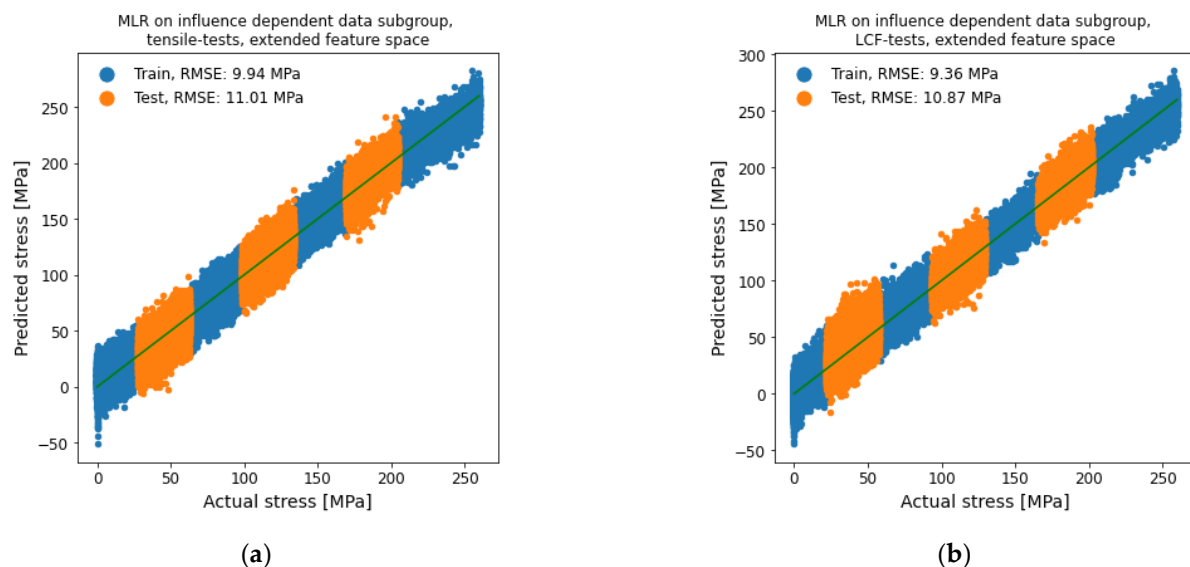 MLR on influence dependent data subgroup,
tensile-tests, extended feature space
Train, RMSE: 9.94 MPa
Test, RMSE: 11.01 MPa
Predicted stress [MPa]
250
200
150
100
50
0
−50
0 50 100 150 200 250
Actual stress [MPa]
(a)
MLR on influence dependent data subgroup,
LCF-tests, extended feature space
Train, RMSE: 9.36 MPa
Test, RMSE: 10.87 MPa
Predicted stress [MPa]
300
250
200
150
100
50
0
−50
0 50 100 150 200 250
Actual stress [MPa]
(b)